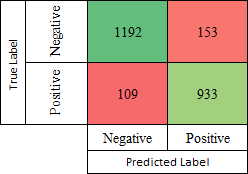 True Label
Negative
1192 153
Positive
109 933
Negative Positive
Predicted Label